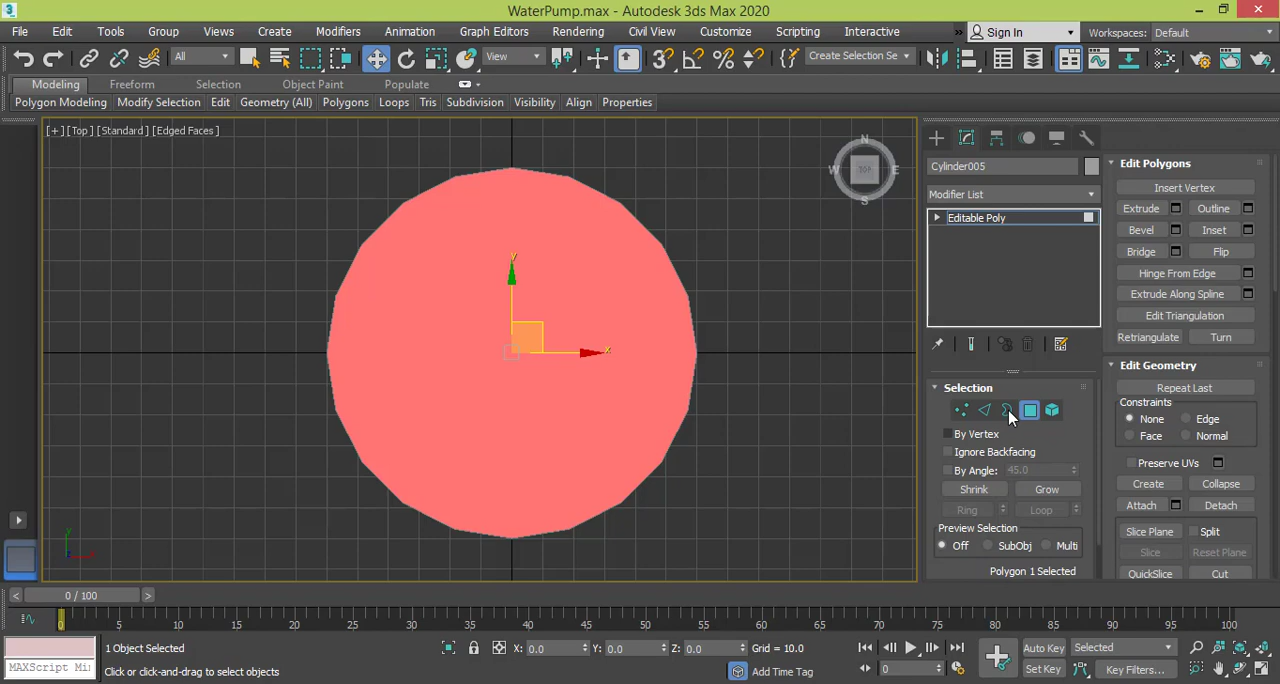 WaterPump.max - Autodesk 3ds Max 2020
File Edit Tools Group Views Create Modifiers Animation Graph Editors Rendering Civil View Customize Scripting Interactive » Sign In Workspaces: Default
All View Create Selection Se
Modeling Freeform Selection Object Paint Populate
Polygon Modeling Modify Selection Edit Geometry (All) Polygons Loops Tris Subdivision Visibility Align Properties
[+] [Top] [Standard] [Edged Faces]
N
W TOP E
S
y
x
Cylinder005
Modifier List
Editable Poly
Selection
By Vertex
Ignore Backfacing
By Angle: 45.0
Shrink Grow
Ring Loop
Preview Selection
Off SubObj Multi
Polygon 1 Selected
Edit Polygons
Insert Vertex
Extrude Outline
Bevel Inset
Bridge Flip
Hinge From Edge
Extrude Along Spline
Edit Triangulation
Retriangulate Turn
Edit Geometry
Repeat Last
Constraints
None Edge
Face Normal
Preserve UVs
Create Collapse
Attach Detach
Slice Plane Split
Slice Reset Plane
QuickSlice Cut
< 0 / 100 >
0 5 10 15 20 25 30 35 40 45 50 55 60 65 70 75 80 85 90 95 100
1 Object Selected X: 0.0 Y: 0.0 Z: 0.0 Grid = 10.0 Auto Key Selected
MAXScript Mi Click or click-and-drag to select objects Add Time Tag 0 Set Key Key Filters...